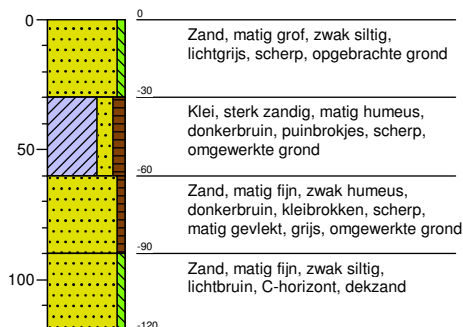 0
0
Zand, matig grof, zwak siltig,
lichtgrijs, scherp, opgebrachte grond
-30
Klei, sterk zandig, matig humeus,
donkerbruin, puinbrokjes, scherp,
omgewerkte grond
50
-60
Zand, matig fijn, zwak humeus,
donkerbruin, kleibrokken, scherp,
matig gevlekt, grijs, omgewerkte grond
-90
Zand, matig fijn, zwak siltig,
lichtbruin, C-horizont, dekzand
100
-120